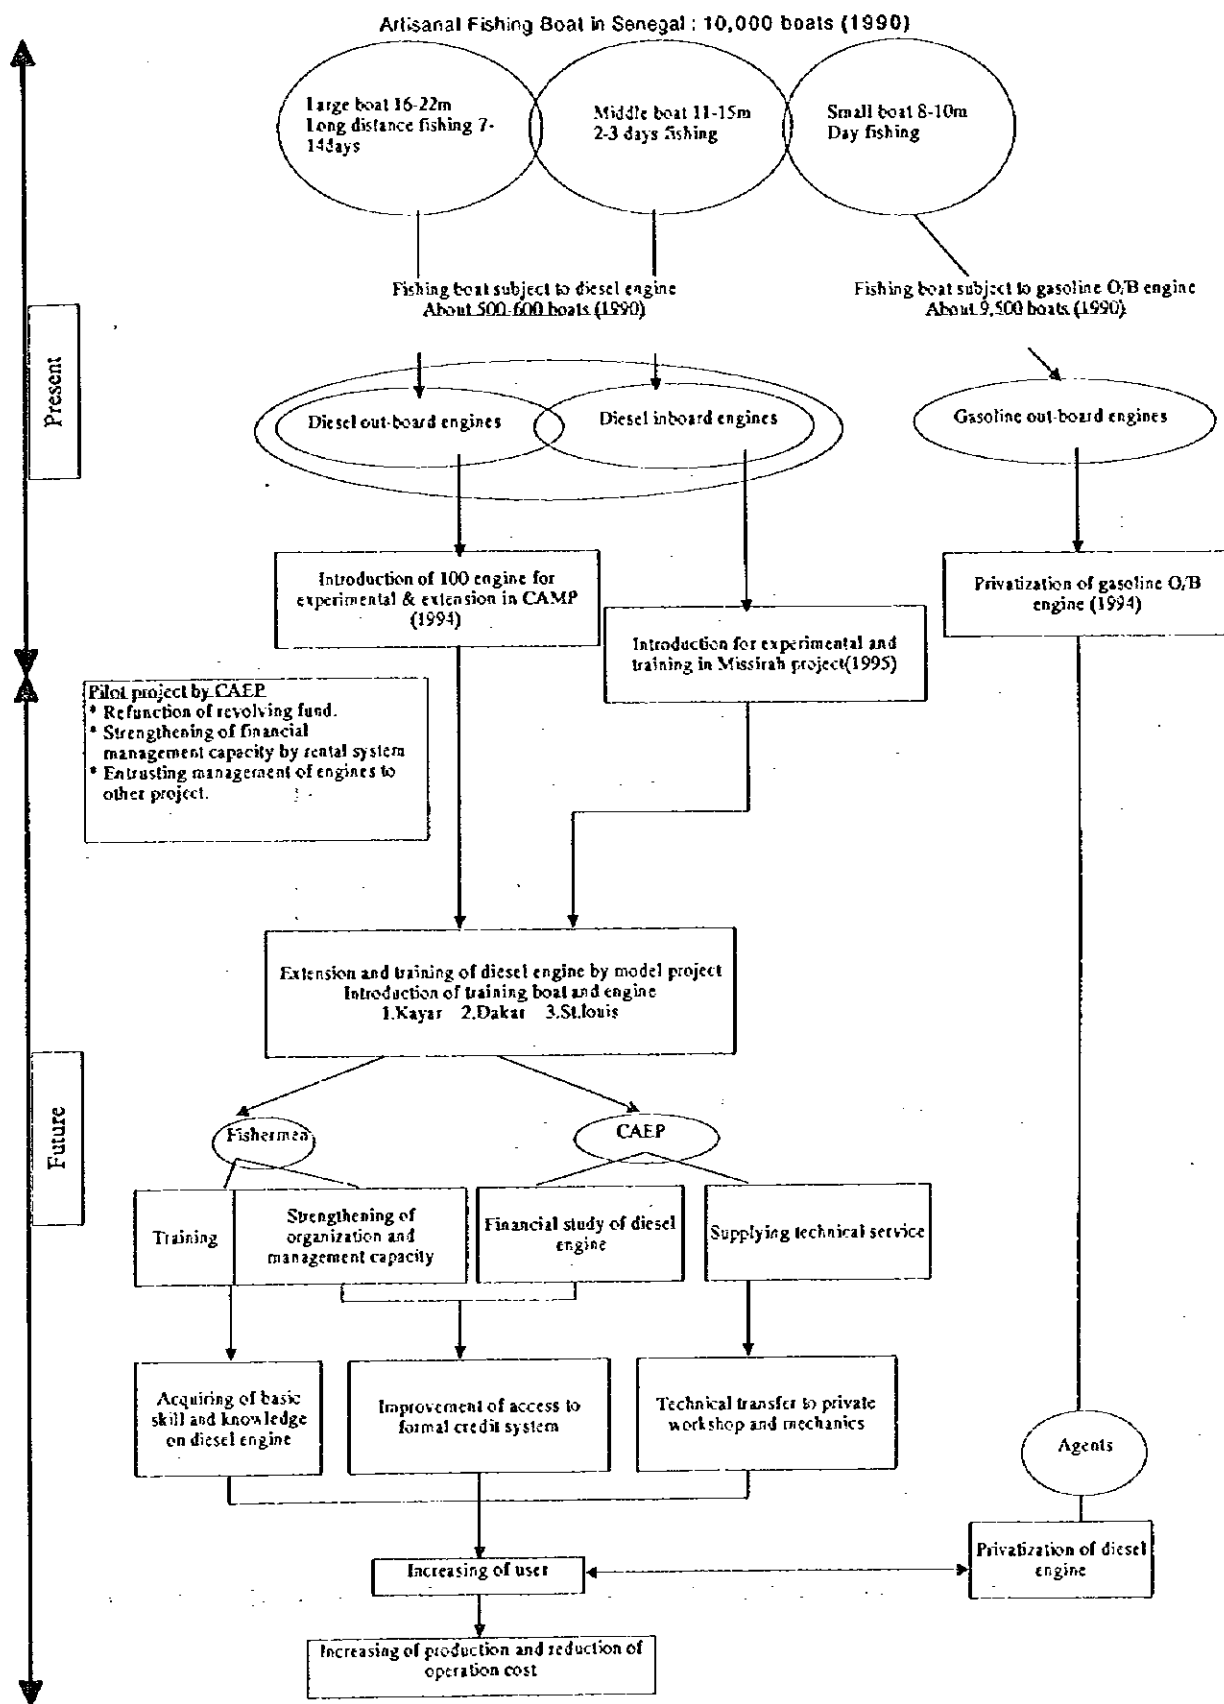 Artisanal Fishing Boat in Senegal : 10,000 boats (1990)
Large boat 16-22m
Long distance fishing 7-
14days
Middle boat 11-15m
2-3 days fishing
Small boat 8-10m
Day fishing
Fishing boat subject to diesel engine
About 500-600 boats (1990)
Fishing boat subject to gasoline O/B engine
About 9,500 boats (1990)
Present
Diesel out-board engines
Diesel inboard engines
Gasoline out-board engines
Introduction of 100 engine for
experimental & extension in CAMP
(1994)
Introduction for experimental and
training in Missirah project(1995)
Privatization of gasoline O/B
engine (1994)
Pilot project by CAEP
* Refunction of revolving fund.
* Strengthening of financial
management capacity by rental system
* Entrusting management of engines to
other project.
Extension and training of diesel engine by model project
Introduction of training boat and engine
1.Kayar 2.Dakar 3.St.louis
Future
Fishermen
CAEP
Training
Strengthening of
organization and
management capacity
Financial study of diesel
engine
Supplying technical service
Acquiring of basic
skill and knowledge
on diesel engine
Improvement of access to
formal credit system
Technical transfer to private
workshop and mechanics
Agents
Privatization of diesel
engine
Increasing of user
Increasing of production and reduction of
operation cost